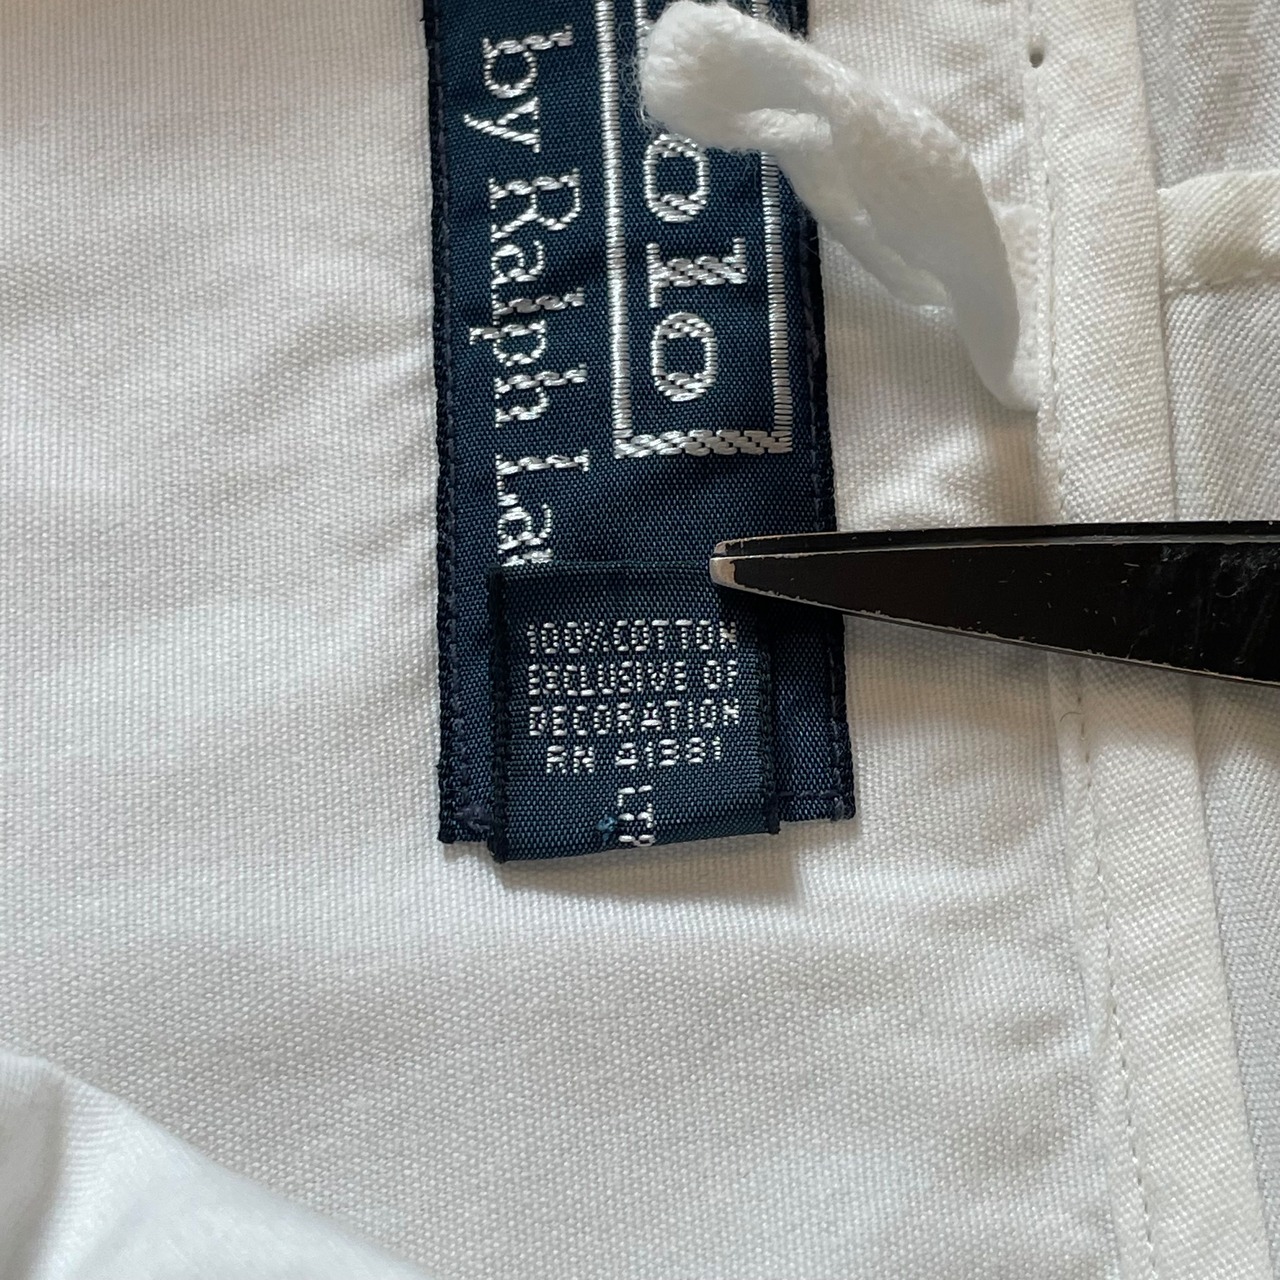 olo
by Ralph La
100% COTTON
EXCLUSIVE OF
DECORATION
RN 41381